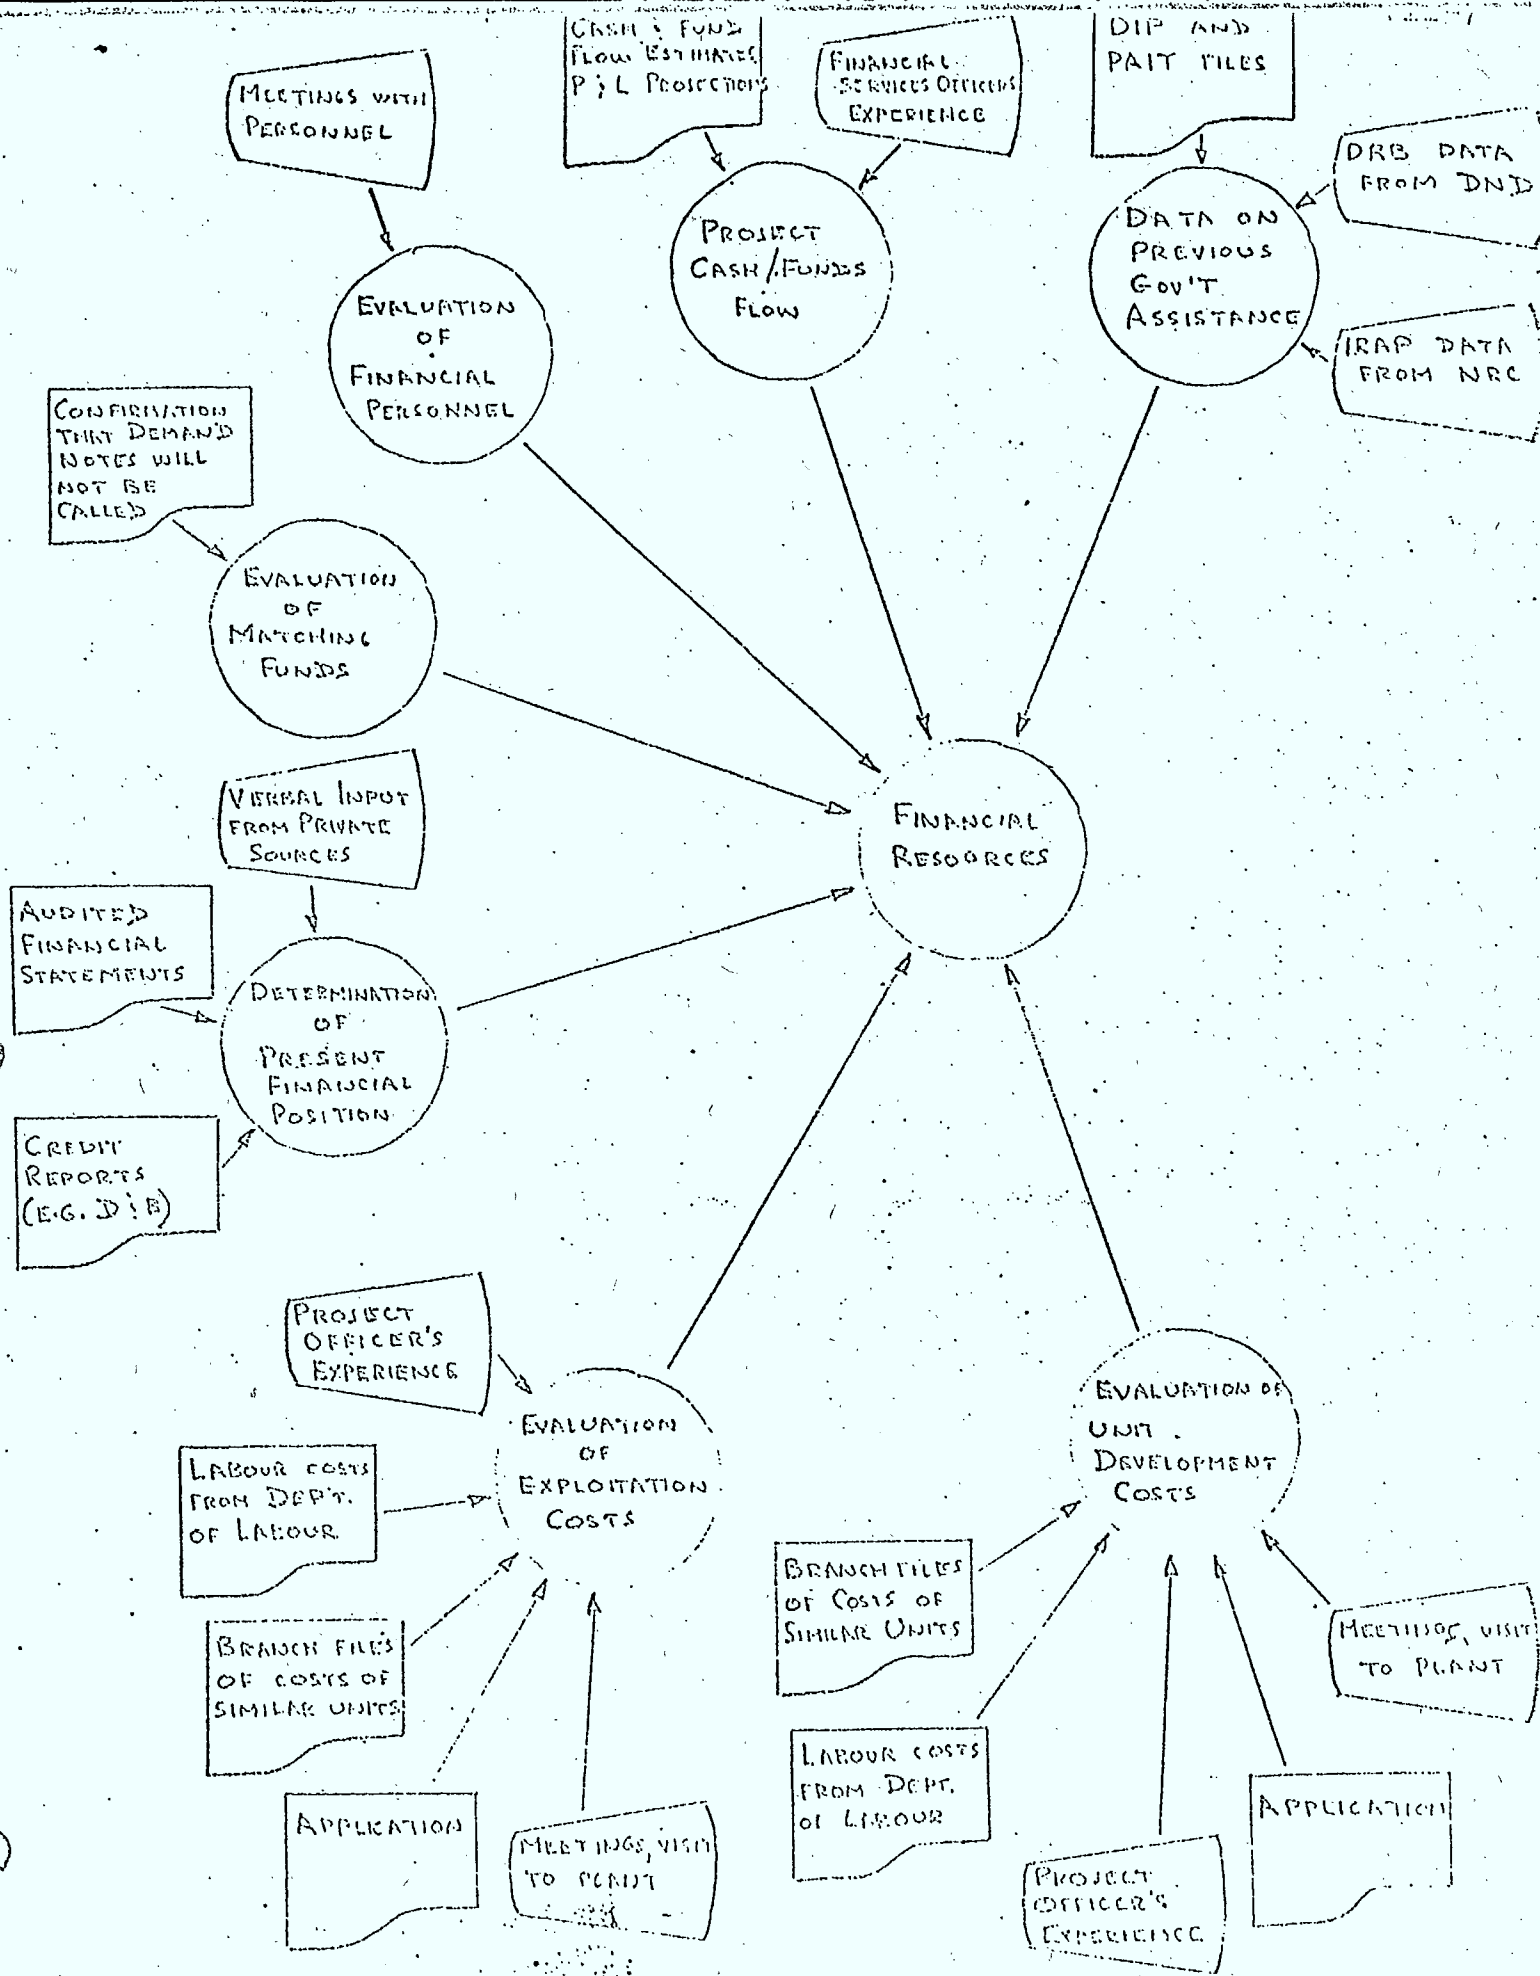 CASH & FUND
FLOW ESTIMATES
P & L PROJECTIONS
FINANCIAL
SERVICES OFFICERS
EXPERIENCE
DIP AND
PAIT FILES
MEETINGS WITH
PERSONNEL
DRB DATA
FROM DND
PROJECT
CASH/FUNDS
FLOW
DATA ON
PREVIOUS
GOV'T
ASSISTANCE
EVALUATION
OF
FINANCIAL
PERSONNEL
IRAP DATA
FROM NRC
CONFIRMATION
THAT DEMAND
NOTES WILL
NOT BE
CALLED
EVALUATION
OF
MATCHING
FUNDS
VERBAL INPUT
FROM PRIVATE
SOURCES
FINANCIAL
RESOURCES
AUDITED
FINANCIAL
STATEMENTS
DETERMINATION
OF
PRESENT
FINANCIAL
POSITION
CREDIT
REPORTS
(E.G. D & B)
PROJECT
OFFICER'S
EXPERIENCE
EVALUATION
OF
EXPLOITATION
COSTS
EVALUATION OF
UNIT
DEVELOPMENT
COSTS
LABOUR COSTS
FROM DEP'T.
OF LABOUR
BRANCH FILES
OF COSTS OF
SIMILAR UNITS
BRANCH FILES
OF COSTS OF
SIMILAR UNITS
MEETINGS, VISIT
TO PLANT
LABOUR COSTS
FROM DEPT.
OF LABOUR
APPLICATION
MEETINGS, VISIT
TO PLANT
APPLICATION
PROJECT
OFFICER'S
EXPERIENCE